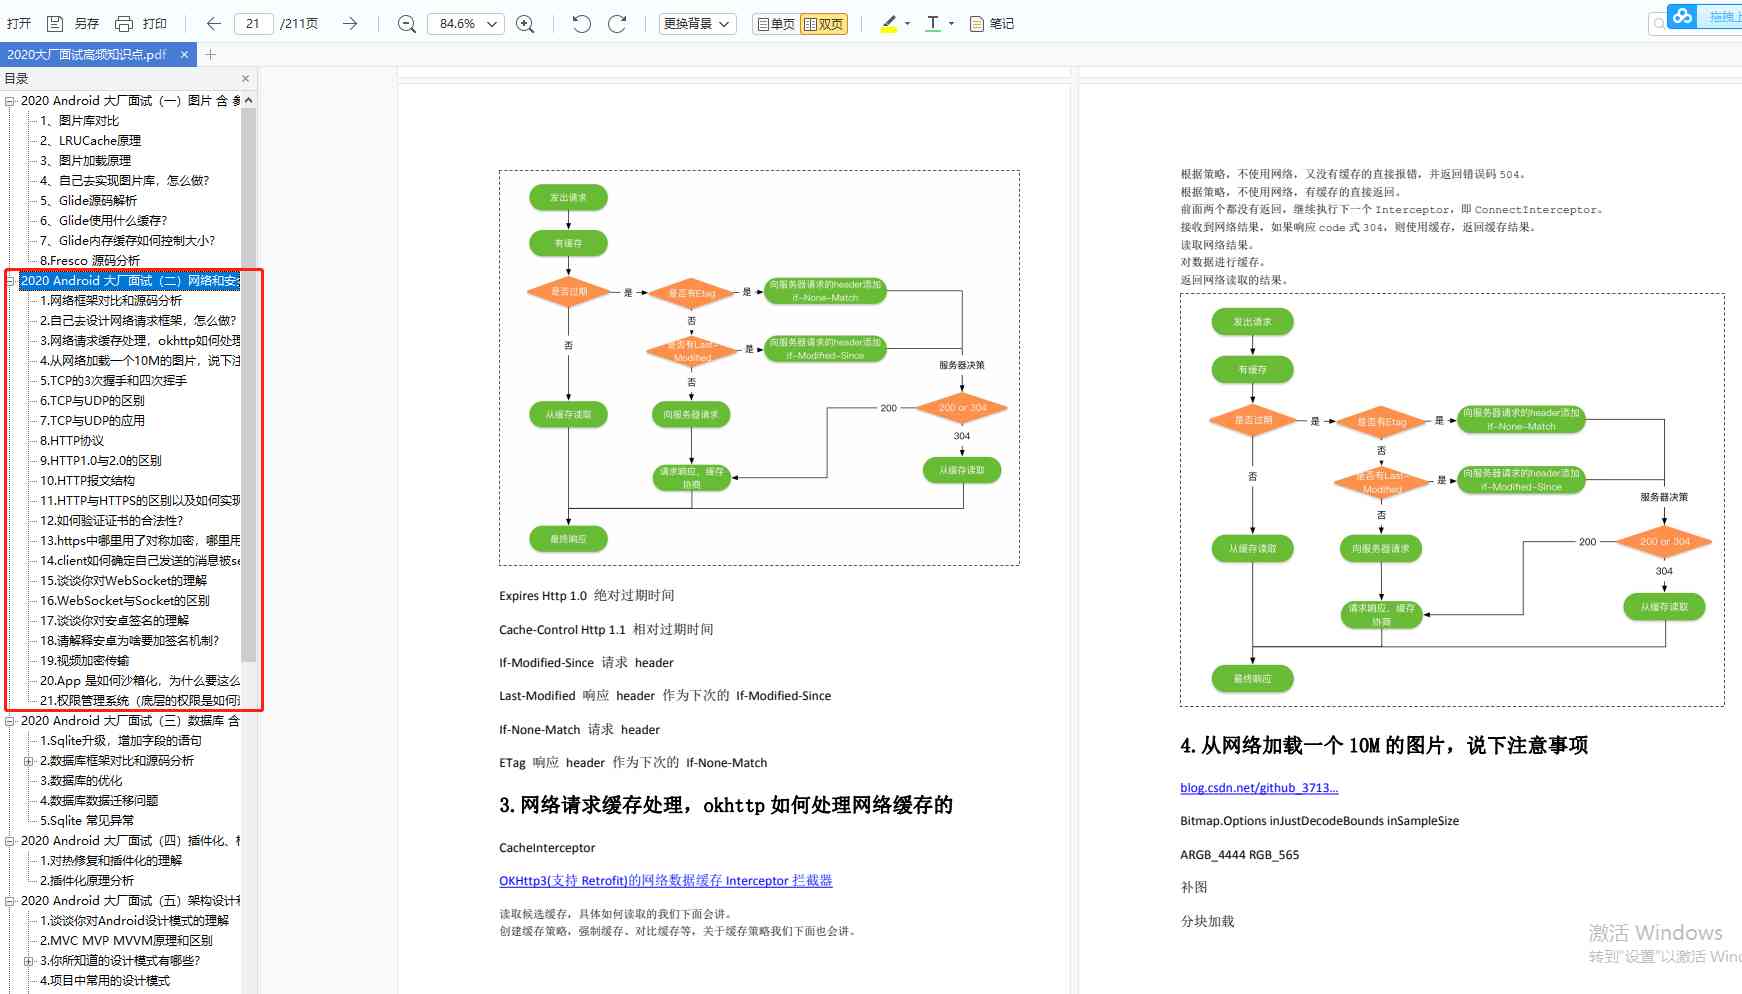 打开 另存 打印 21 /211页 84.6% 更换背景 单页 双页 笔记
2020大厂面试高频知识点.pdf
目录
2020 Android 大厂面试（一）图片 含
1、图片库对比
2、LRUCache原理
3、图片加载原理
4、自己去实现图片库，怎么做?
5、Glide源码解析
6、Glide使用什么缓存?
7、Glide内存缓存如何控制大小?
8.Fresco 源码分析
2020 Android 大厂面试（二）网络和安
1.网络框架对比和源码分析
2.自己去设计网络请求框架，怎么做?
3.网络请求缓存处理，okhttp如何处理
4.从网络加载一个10M的图片，说下注
5.TCP的3次握手和四次挥手
6.TCP与UDP的区别
7.TCP与UDP的应用
8.HTTP协议
9.HTTP1.0与2.0的区别
10.HTTP报文结构
11.HTTP与HTTPS的区别以及如何实现
12.如何验证证书的合法性?
13.https中哪里用了对称加密，哪里用
14.client如何确定自己发送的消息被se
15.谈谈你对WebSocket的理解
16.WebSocket与Socket的区别
17.谈谈你对安卓签名的理解
18.请解释安卓为啥要加签名机制?
19.视频加密传输
20.App 是如何沙箱化，为什么要这么
21.权限管理系统（底层的权限是如何
2020 Android 大厂面试（三）数据库 含
1.Sqlite升级，增加字段的语句
2.数据库框架对比和源码分析
3.数据库的优化
4.数据库数据迁移问题
5.Sqlite 常见异常
2020 Android 大厂面试（四）插件化、
1.对热修复和插件化的理解
2.插件化原理分析
2020 Android 大厂面试（五）架构设计
1.谈谈你对Android设计模式的理解
2.MVC MVP MVVM原理和区别
3.你所知道的设计模式有哪些?
4.项目中常用的设计模式
发出请求
有缓存
是否过期
是
是否有Etag
是
向服务器请求的header添加
if-None-Match
否
否
是否有Last-
Modified
是
向服务器请求的header添加
if-Modified-Since
否
服务器决策
从缓存读取
向服务器请求
200
200 or 304
304
请求响应，缓存
协商
从缓存读取
最终响应
Expires Http 1.0 绝对过期时间
Cache-Control Http 1.1 相对过期时间
If-Modified-Since 请求 header
Last-Modified 响应 header 作为下次的 If-Modified-Since
If-None-Match 请求 header
ETag 响应 header 作为下次的 If-None-Match
3.网络请求缓存处理，okhttp 如何处理网络缓存的
CacheInterceptor
OKHttp3(支持 Retrofit)的网络数据缓存 Interceptor 拦截器
读取候选缓存，具体如何读取的我们下面会讲。
创建缓存策略，强制缓存、对比缓存等，关于缓存策略我们下面也会讲。
根据策略，不使用网络，又没有缓存的直接报错，并返回错误码 504。
根据策略，不使用网络，有缓存的直接返回。
前面两个都没有返回，继续执行下一个 Interceptor，即 ConnectInterceptor。
接收到网络结果，如果响应 code 式 304，则使用缓存，返回缓存结果。
读取网络结果。
对数据进行缓存。
返回网络读取的结果。
发出请求
有缓存
是否过期
是
是否有Etag
是
向服务器请求的header添加
if-None-Match
否
否
是否有Last-
Modified
是
向服务器请求的header添加
if-Modified-Since
否
服务器决策
从缓存读取
向服务器请求
200
200 or 304
304
请求响应，缓存
协商
从缓存读取
最终响应
4.从网络加载一个 10M 的图片，说下注意事项
blog.csdn.net/github_3713...
Bitmap.Options inJustDecodeBounds inSampleSize
ARGB_4444 RGB_565
补图
分块加载
激活 Windows
转到"设置"以激活 Win